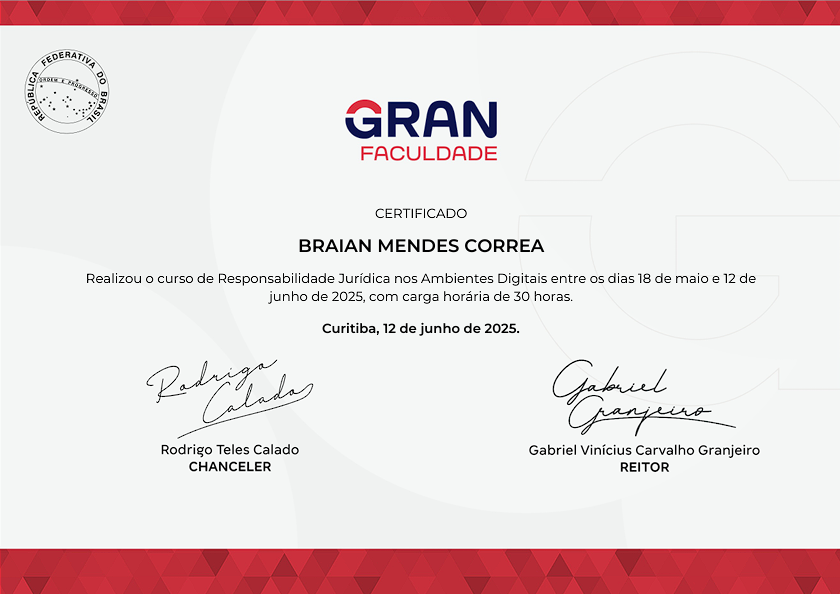 REPÚBLICA FEDERATIVA DO BRASIL
ORDEM E PROGRESSO
GRAN
FACULDADE
CERTIFICADO
BRAIAN MENDES CORREA
Realizou o curso de Responsabilidade Jurídica nos Ambientes Digitais entre os dias 18 de maio e 12 de
junho de 2025, com carga horária de 30 horas.
Curitiba, 12 de junho de 2025.
Rodrigo
Calado
Gabriel
Granjeiro
Rodrigo Teles Calado
CHANCELER
Gabriel Vinícius Carvalho Granjeiro
REITOR